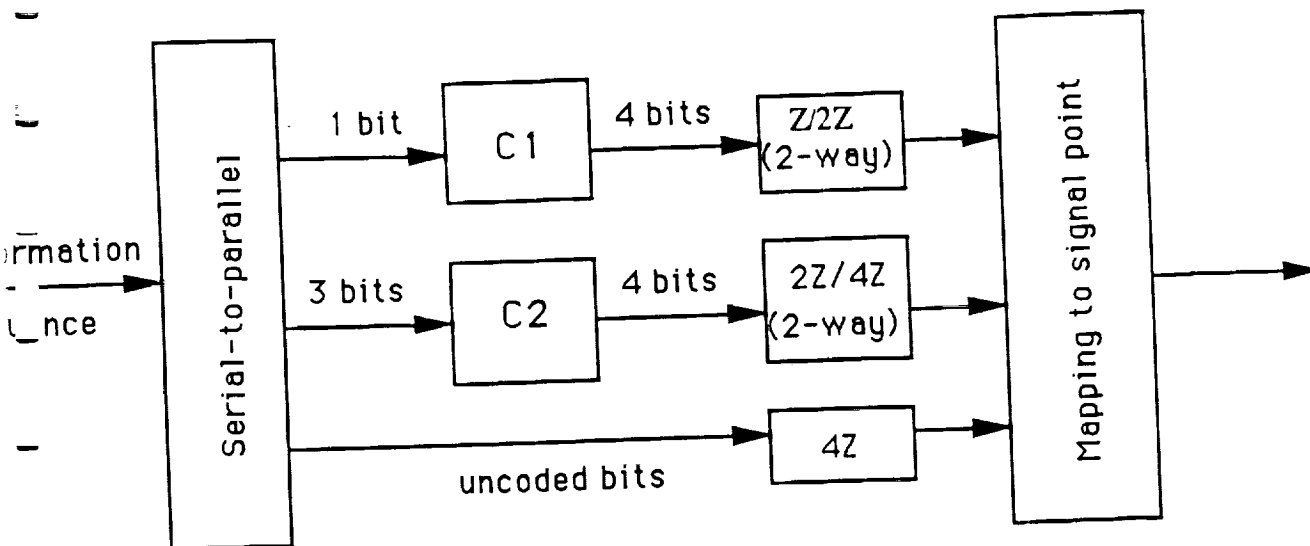 Serial-to-parallel
1 bit
C1
4 bits
Z/2Z
(2-way)
3 bits
C2
4 bits
2Z/4Z
(2-way)
uncoded bits
4Z
Mapping to signal point